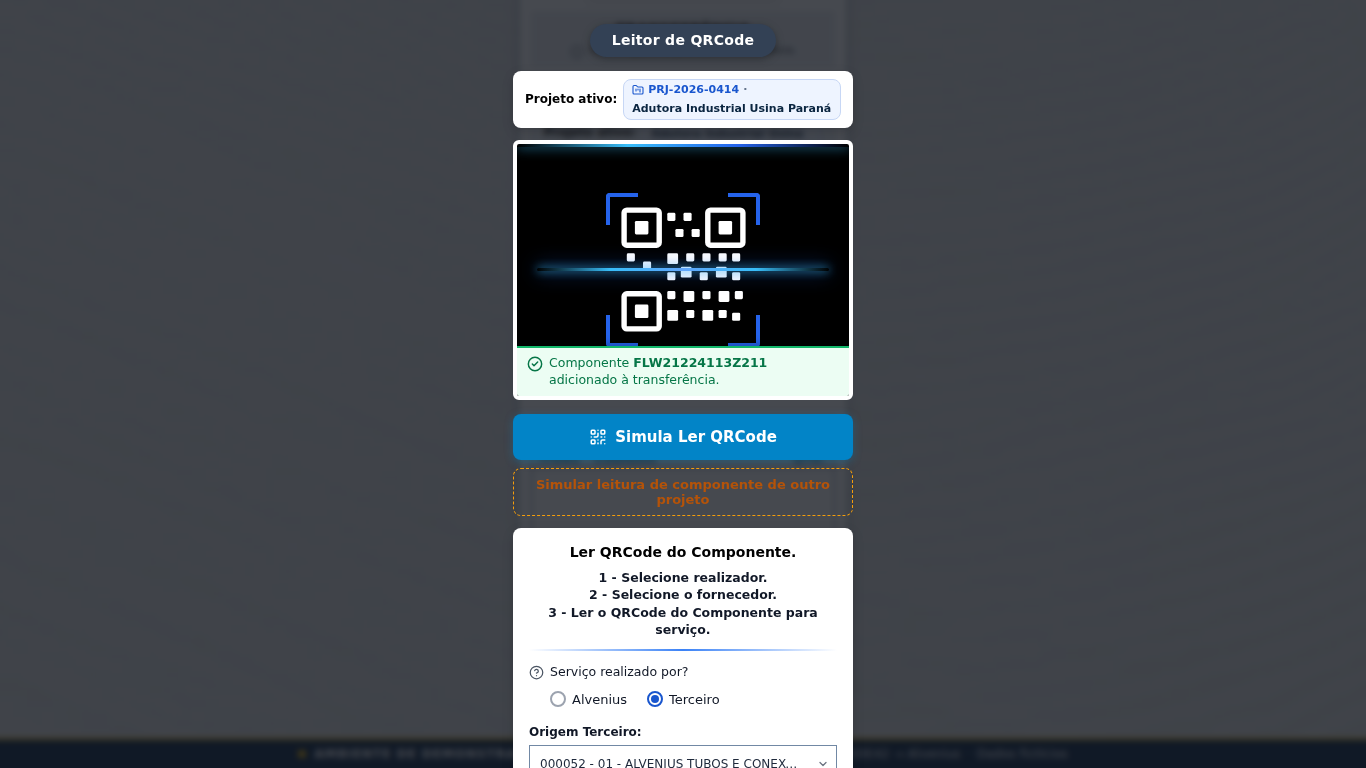 Leitor de QRCode
Projeto ativo:
PRJ-2026-0414 ·
Adutora Industrial Usina Paraná
Componente FLW21224113Z211
adicionado à transferência.
Simula Ler QRCode
Simular leitura de componente de outro
projeto
Ler QRCode do Componente.
1 - Selecione realizador.
2 - Selecione o fornecedor.
3 - Ler o QRCode do Componente para
serviço.
Serviço realizado por?
Alvenius
Terceiro
Origem Terceiro:
000052 - 01 - ALVENIUS TUBOS E CONEX...